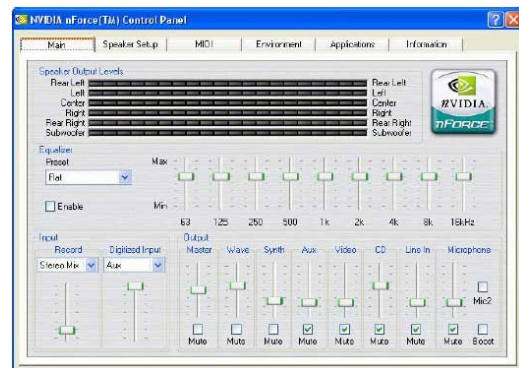 NVIDIA nForce(TM) Control Panel
Main Speaker Setup MIDI Environment Applications Information
Speaker Output Levels
Rear Left Rear Left
Left Left
Center Center
Right Right
Rear Right Rear Right
Subwoofer Subwoofer
NVIDIA.
nFORCE
Equalizer
Preset Max
Flat
Enable Min
63 125 250 500 1k 2k 4k 8k 16kHz
Input Output
Record Digitized Input Master Wave Synth Aux Video CD Line In Microphone
Stereo Mix Aux
Mic2
Mute Mute Mute Mute Mute Mute Mute Mute Boost